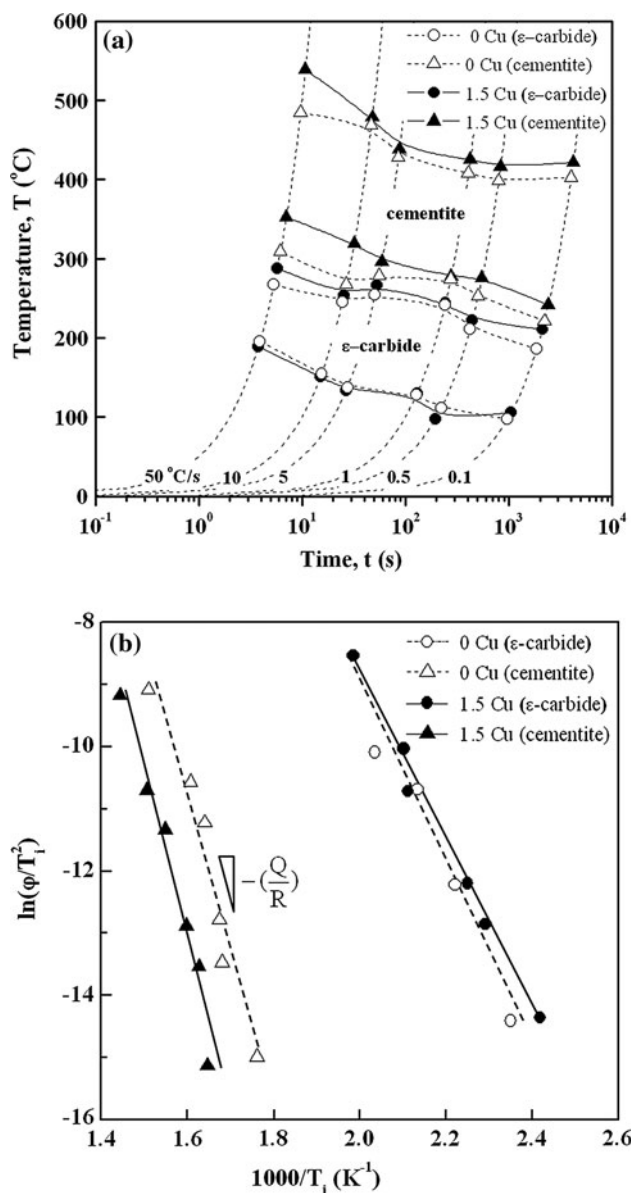 (a)
600
500
400
300
200
100
0
Temperature, T (°C)
0 Cu (ε–carbide)
0 Cu (cementite)
1.5 Cu (ε–carbide)
1.5 Cu (cementite)
cementite
ε–carbide
50 °C/s 10 5 1 0.5 0.1
10⁻¹ 10⁰ 10¹ 10² 10³ 10⁴
Time, t (s)
(b)
-8
-10
-12
-14
-16
ln(φ/Tᵢ²)
0 Cu (ε-carbide)
0 Cu (cementite)
1.5 Cu (ε-carbide)
1.5 Cu (cementite)
−(Q/R)
1.4 1.6 1.8 2.0 2.2 2.4 2.6
1000/Tᵢ (K⁻¹)